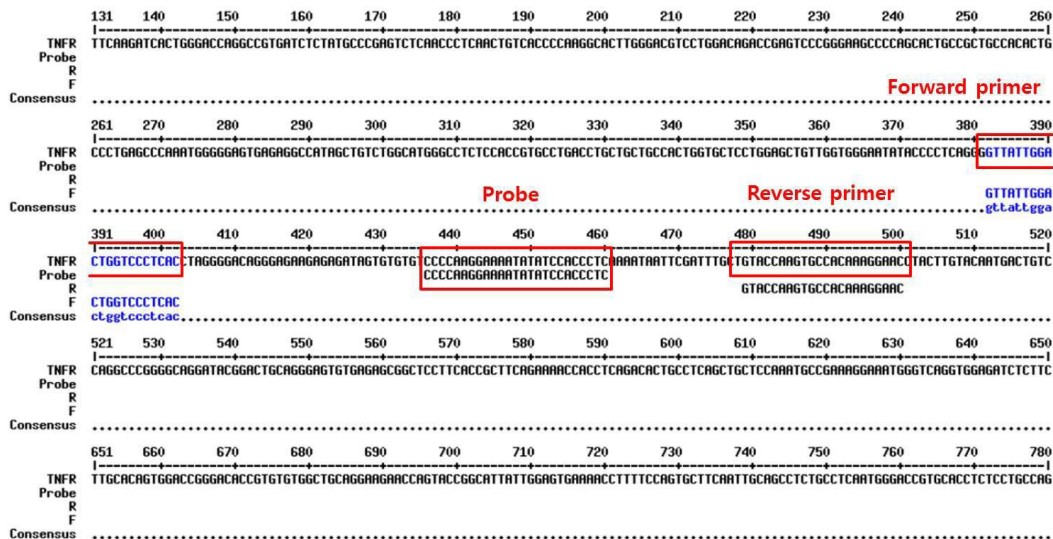 131 140 150 160 170 180 190 200 210 220 230 240 250 260
TNFR TTCAAGATCACTGGGACCAGGCCGTGATCTCTATGCCCGAGTCTCAACCCTCAACTGTCACCCCAAGGCACTTGGGACGTCCTGGACAGACCGAGTCCCGGGAAGCCCCAGCACTGCCGCTGCCACACTG
Probe
R
F
Forward primer
Consensus
261 270 280 290 300 310 320 330 340 350 360 370 380 390
TNFR CCCTGAGCCCAAATGGGGGAGTGAGAGGCCATAGCTGTCTGGCATGGGCCTCTCCACCGTGCCTGACCTGCTGCTGCCACTGGTGCTCCTGGAGCTGTTGGTGGGAATATACCCCTCAGGGGTTATTGGA
Probe
R
Probe Reverse primer
F GTTATTGGA
Consensus gttattgga
391 400 410 420 430 440 450 460 470 480 490 500 510 520
TNFR CTGGTCCCTCACCTAGGGGACAGGGAGAAGAGAGATAGTGTGTGTCCCCAAGGAAAATATATCCACCCTCAAAATAATTCGATTTGCTGTACCAAGTGCCACAAAGGAACCTACTTGTACAATGACTGTC
Probe CCCCAAGGAAAATATATCCACCCTC
R GTACCAAGTGCCACAAAGGAAC
F CTGGTCCCTCAC
Consensus ctggtccctcac
521 530 540 550 560 570 580 590 600 610 620 630 640 650
TNFR CAGGCCCGGGGCAGGATACGGACTGCAGGGAGTGTGAGAGCGGCTCCTTCACCGCTTCAGAAAACCACCTCAGACACTGCCTCAGCTGCTCCAAATGCCGAAAGGAAATGGGTCAGGTGGAGATCTCTTC
Probe
R
F
Consensus
651 660 670 680 690 700 710 720 730 740 750 760 770 780
TNFR TTGCACAGTGGACCGGGACACCGTGTGTGGCTGCAGGAAGAACCAGTACCGGCATTATTGGAGTGAAAACCTTTTCCAGTGCTTCAATTGCAGCCTCTGCCTCAATGGGACCGTGCACCTCTCCTGCCAG
Probe
R
F
Consensus